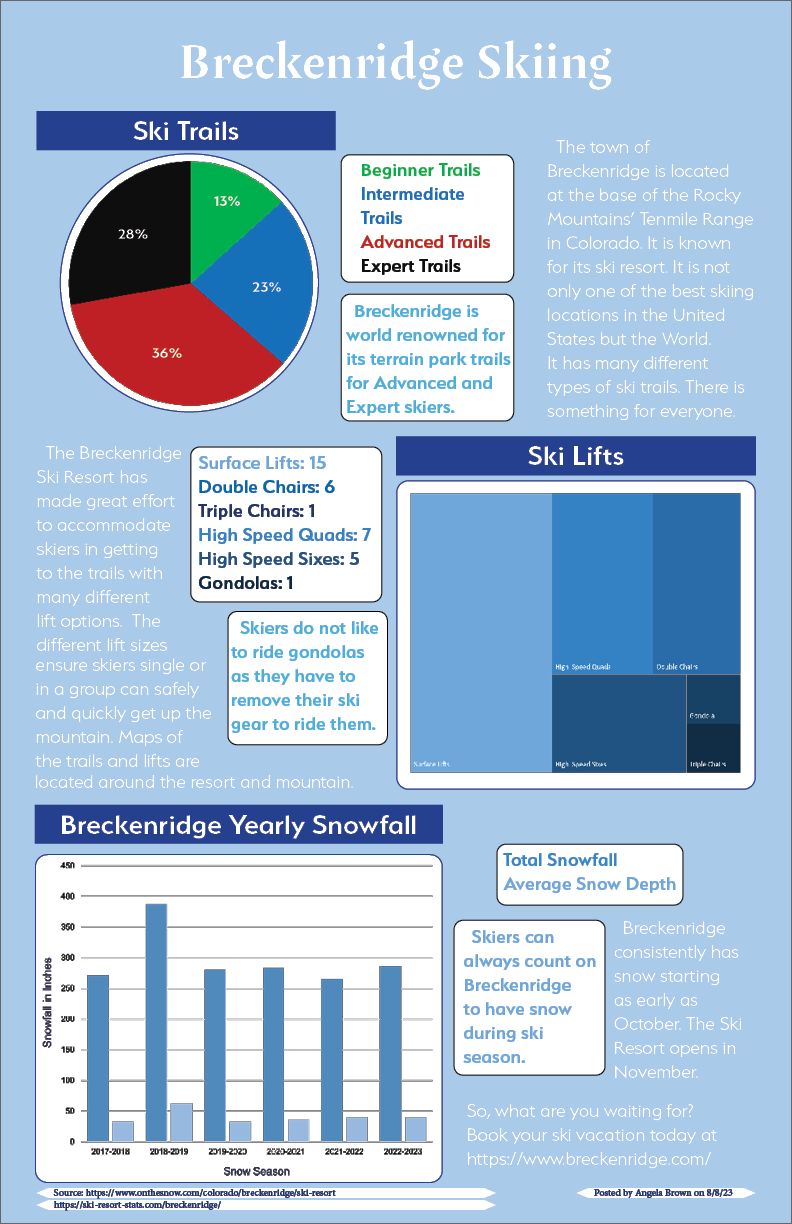 Breckenridge Skiing
Ski Trails
13%
23%
36%
28%
Beginner Trails
Intermediate
Trails
Advanced Trails
Expert Trails
Breckenridge is
world renowned for
its terrain park trails
for Advanced and
Expert skiers.
The town of
Breckenridge is located
at the base of the Rocky
Mountains' Tenmile Range
in Colorado. It is known
for its ski resort. It is not
only one of the best skiing
locations in the United
States but the World.
It has many different
types of ski trails. There is
something for everyone.
The Breckenridge
Ski Resort has
made great effort
to accommodate
skiers in getting
to the trails with
many different
lift options. The
different lift sizes
ensure skiers single or
in a group can safely
and quickly get up the
mountain. Maps of
the trails and lifts are
located around the resort and mountain.
Surface Lifts: 15
Double Chairs: 6
Triple Chairs: 1
High Speed Quads: 7
High Speed Sixes: 5
Gondolas: 1
Skiers do not like
to ride gondolas
as they have to
remove their ski
gear to ride them.
Ski Lifts
Surface Lifts
High Speed Quads
Double Chairs
High Speed Sixes
Gondola
Triple Chairs
Breckenridge Yearly Snowfall
Snowfall in Inches
450
400
350
300
250
200
150
100
50
0
2017-2018
2018-2019
2019-2020
2020-2021
2021-2022
2022-2023
Snow Season
Total Snowfall
Average Snow Depth
Skiers can
always count on
Breckenridge
to have snow
during ski
season.
Breckenridge
consistently has
snow starting
as early as
October. The Ski
Resort opens in
November.
So, what are you waiting for?
Book your ski vacation today at
https://www.breckenridge.com/
Source: https://www.onthesnow.com/colorado/breckenridge/ski-resort
https://ski-resort-stats.com/breckenridge/
Posted by Angela Brown on 8/8/23